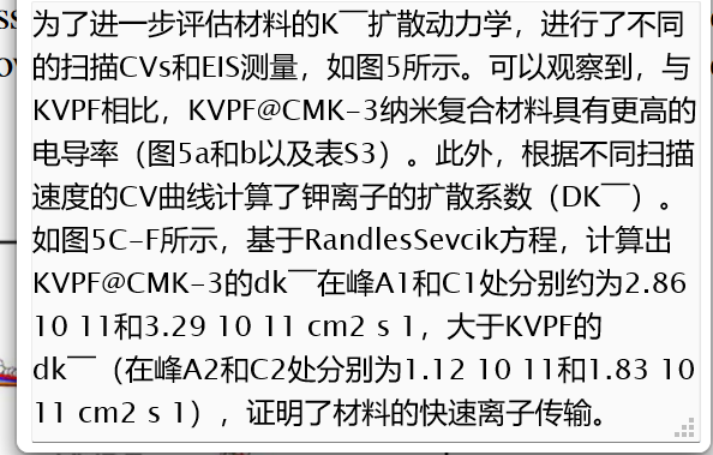 为了进一步评估材料的K￣扩散动力学，进行了不同
的扫描CVs和EIS测量，如图5所示。可以观察到，与
KVPF相比，KVPF@CMK-3纳米复合材料具有更高的
电导率（图5a和b以及表S3）。此外，根据不同扫描
速度的CV曲线计算了钾离子的扩散系数（DK￣）。
如图5C-F所示，基于RandlesSevcik方程，计算出
KVPF@CMK-3的dk￣在峰A1和C1处分别约为2.86
10 11和3.29 10 11 cm2 s 1，大于KVPF的
dk￣（在峰A2和C2处分别为1.12 10 11和1.83 10
11 cm2 s 1），证明了材料的快速离子传输。